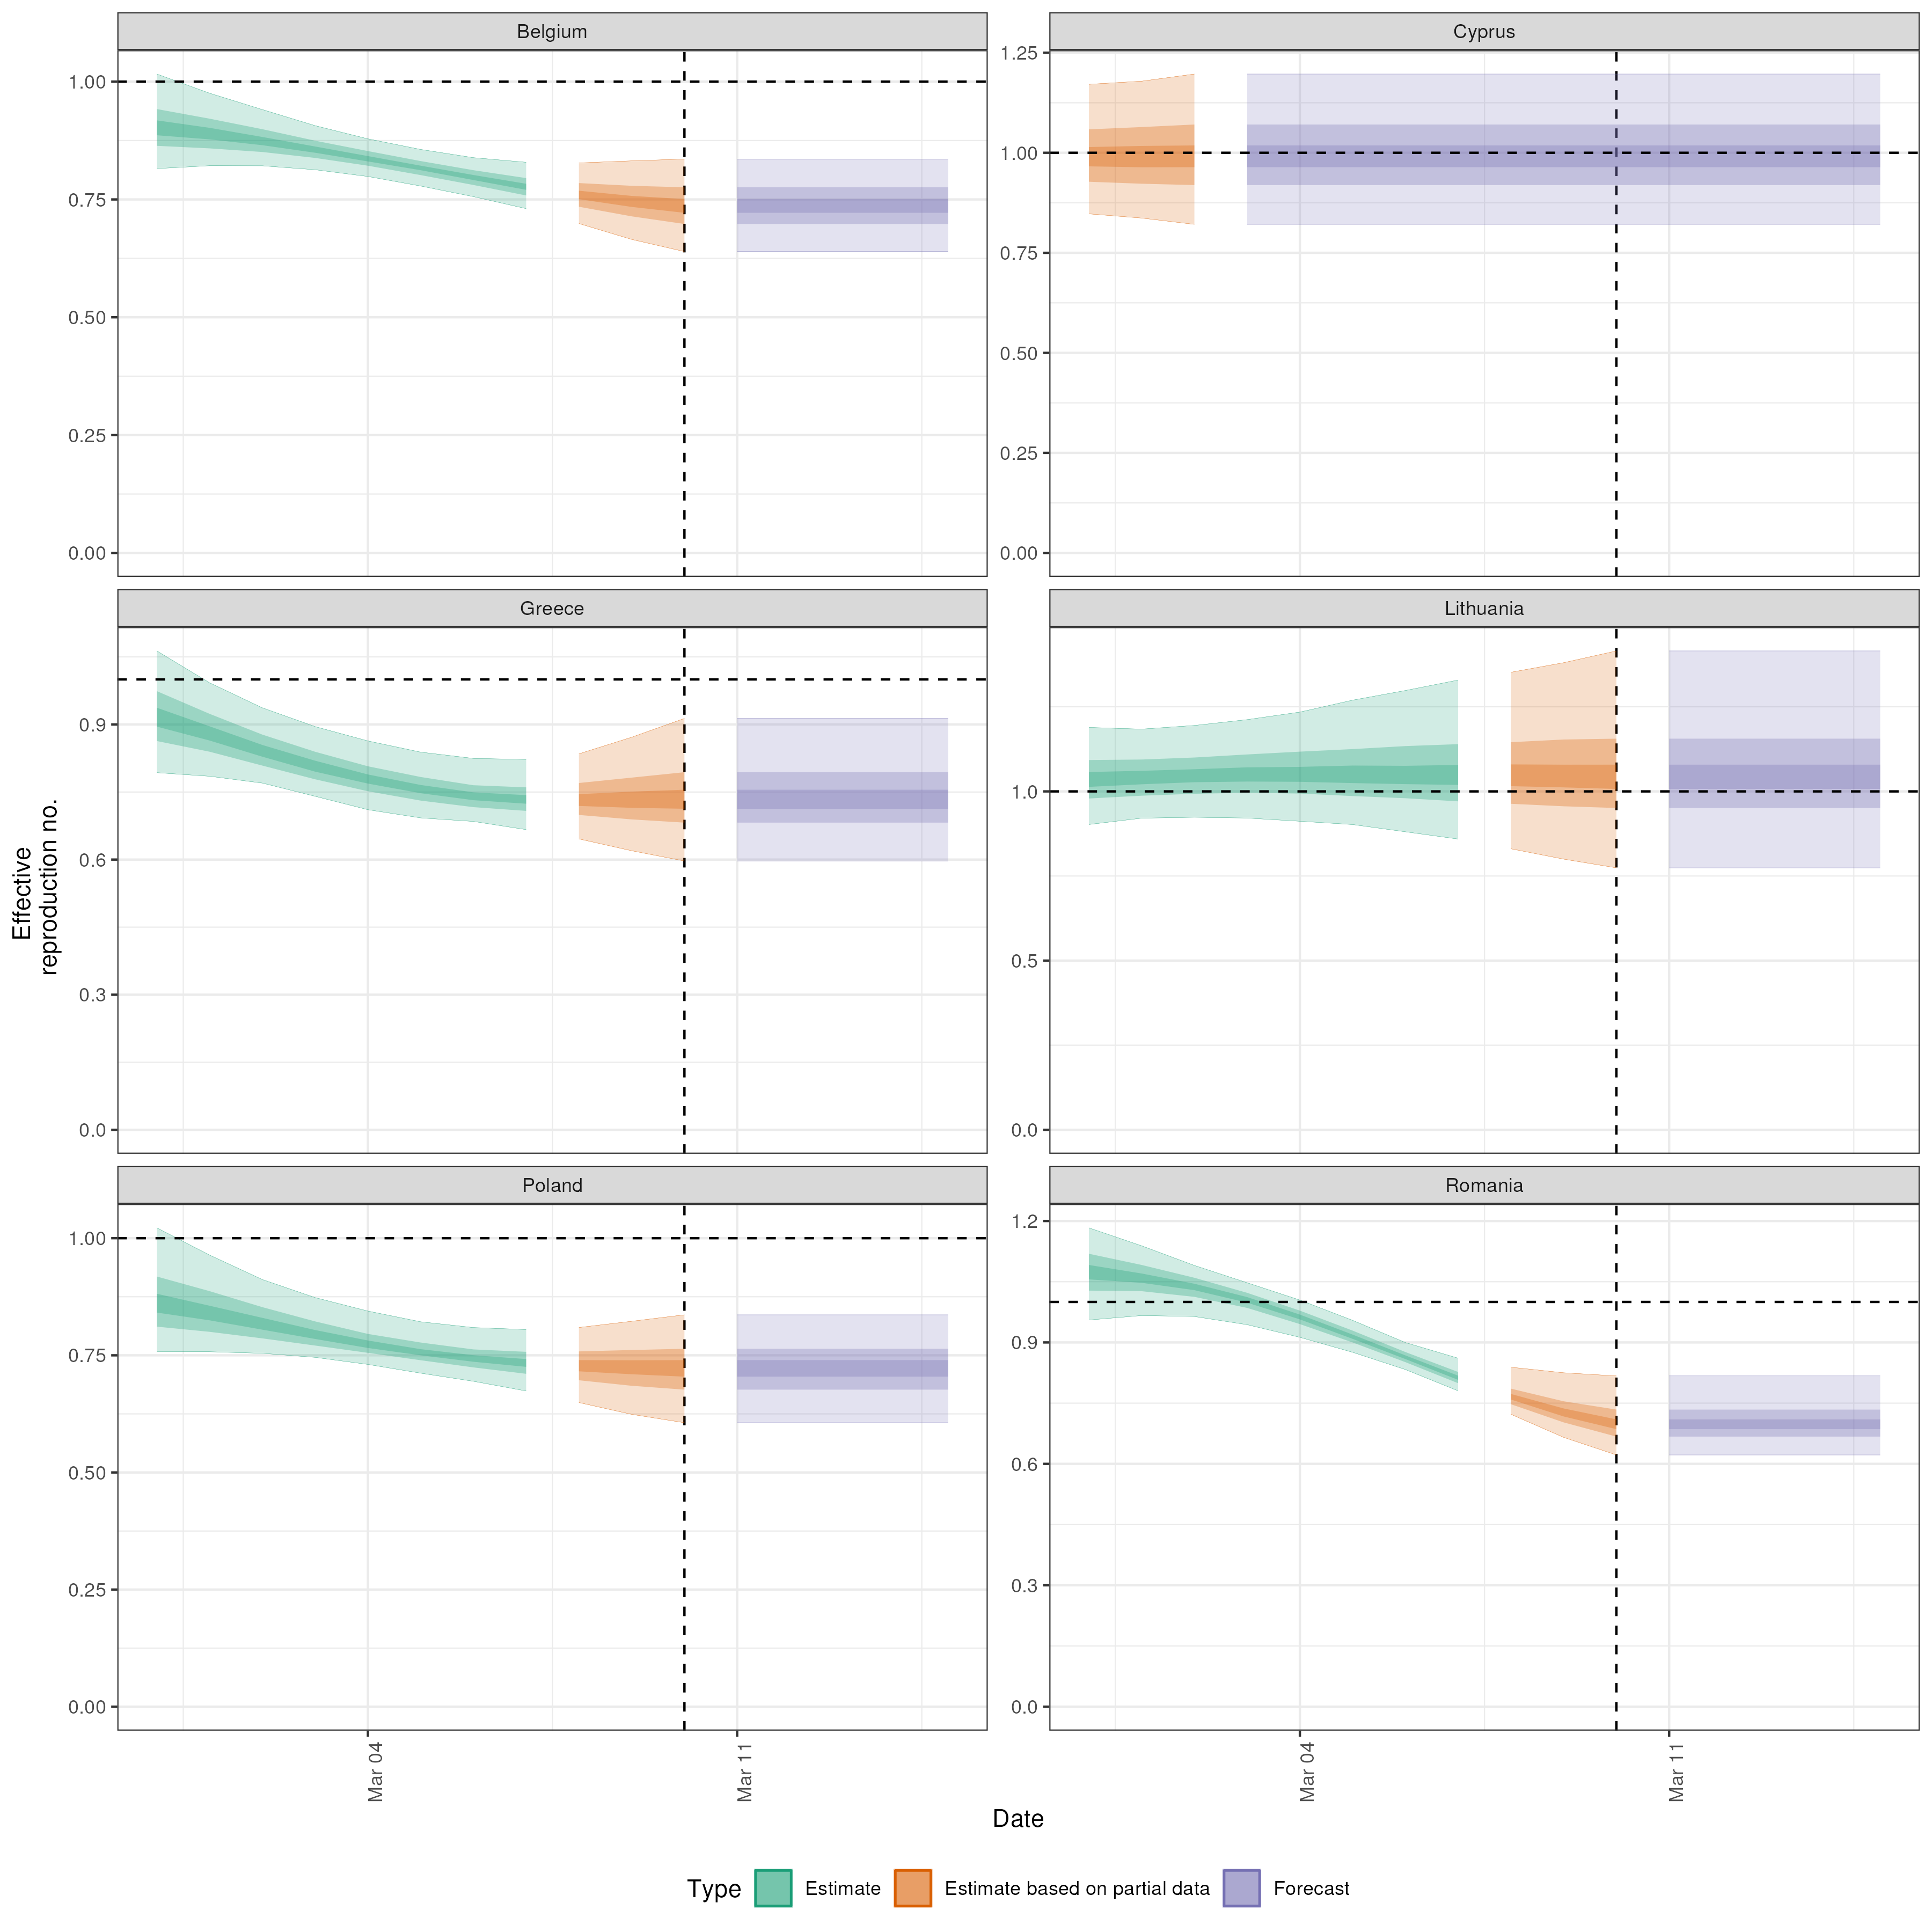 Belgium
Cyprus
1.00
0.75
0.50
0.25
0.00
1.25
1.00
0.75
0.50
0.25
0.00
Greece
Lithuania
0.9
0.6
0.3
0.0
1.0
0.5
0.0
Effective
reproduction no.
Poland
Romania
1.00
0.75
0.50
0.25
0.00
1.2
0.9
0.6
0.3
0.0
Mar 04
Mar 11
Mar 04
Mar 11
Date
Type Estimate Estimate based on partial data Forecast